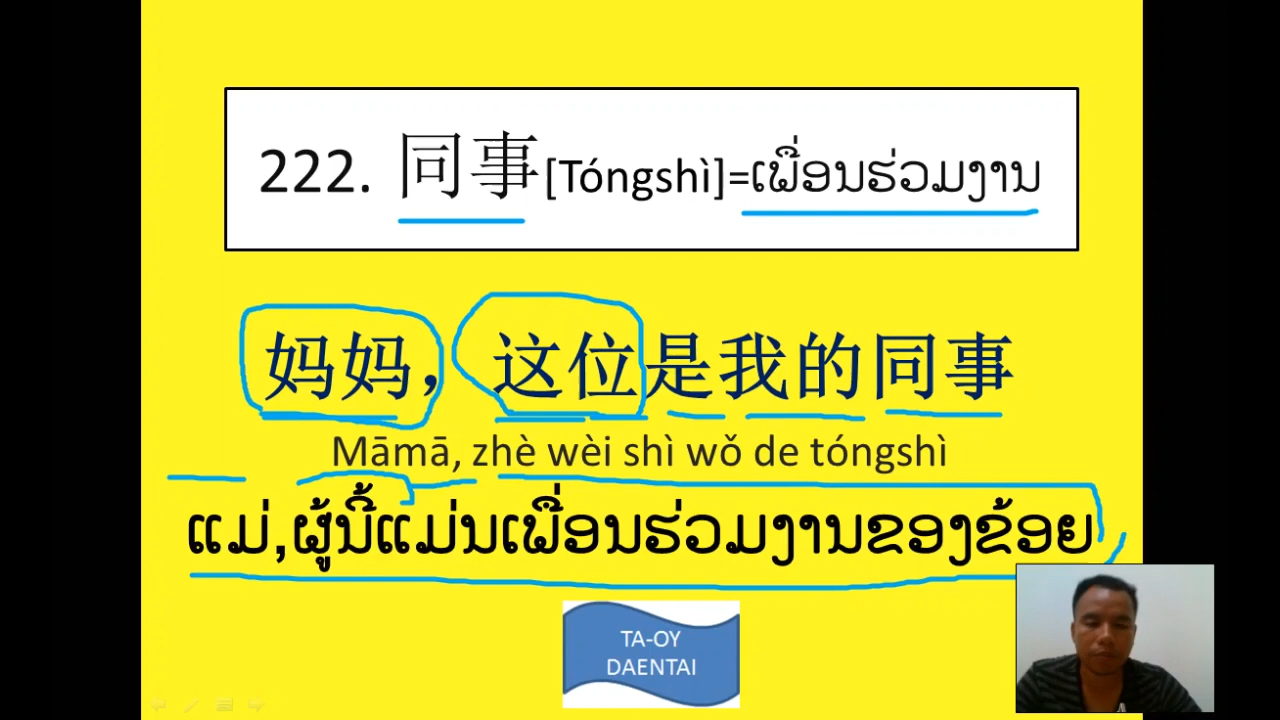 222. 同事[Tóngshì]=ເພື່ອນຮ່ວມງານ
妈妈，这位是我的同事
Māmā, zhè wèi shì wǒ de tóngshì
ແມ່,ຜູ້ນີ້ແມ່ນເພື່ອນຮ່ວມງານຂອງຂ້ອຍ
TA-OY
DAENTAI